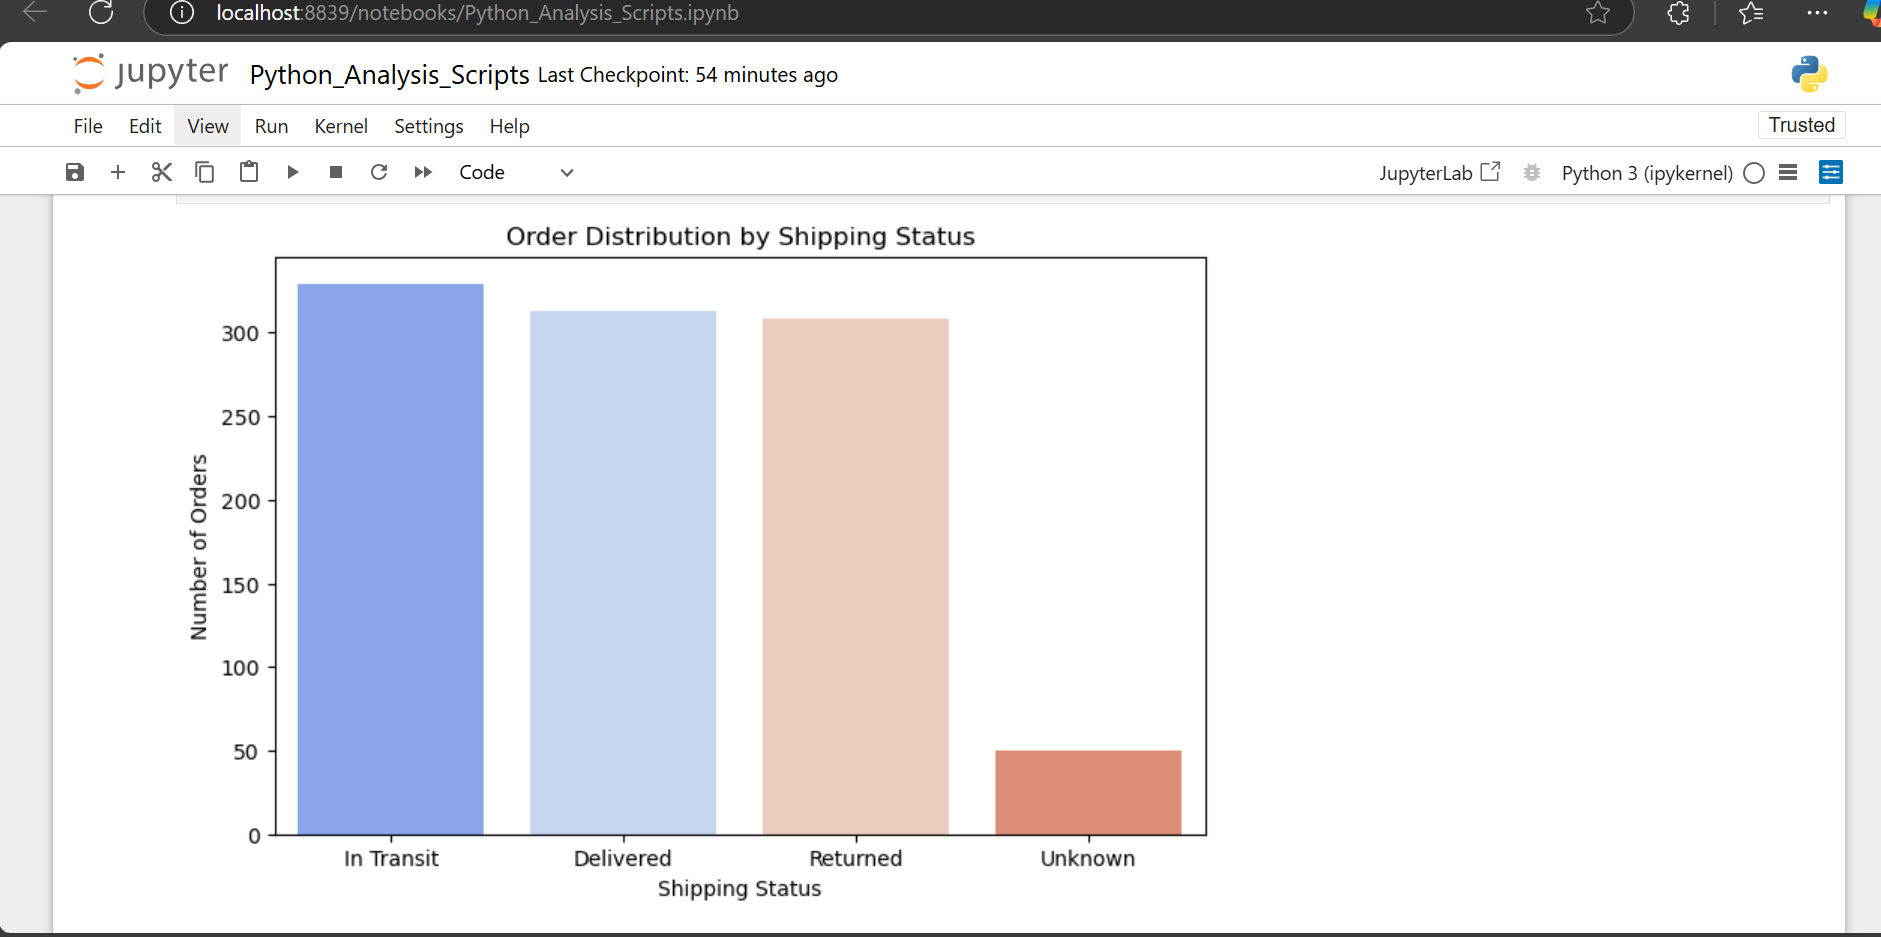 localhost:8839/notebooks/Python_Analysis_Scripts.ipynb
jupyter Python_Analysis_Scripts Last Checkpoint: 54 minutes ago
File Edit View Run Kernel Settings Help Trusted
Code JupyterLab Python 3 (ipykernel)
Order Distribution by Shipping Status
300
250
200
150
100
50
0
Number of Orders
In Transit Delivered Returned Unknown
Shipping Status